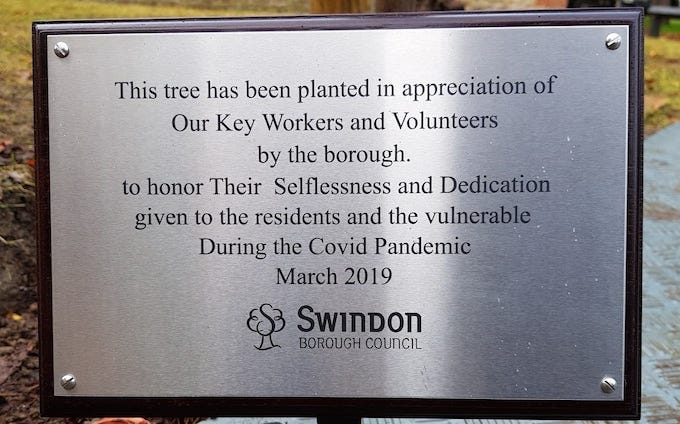 This tree has been planted in appreciation of
Our Key Workers and Volunteers
by the borough.
to honor Their  Selflessness and Dedication
given to the residents and the vulnerable
During the Covid Pandemic
March 2019
SWINDON
BOROUGH COUNCIL